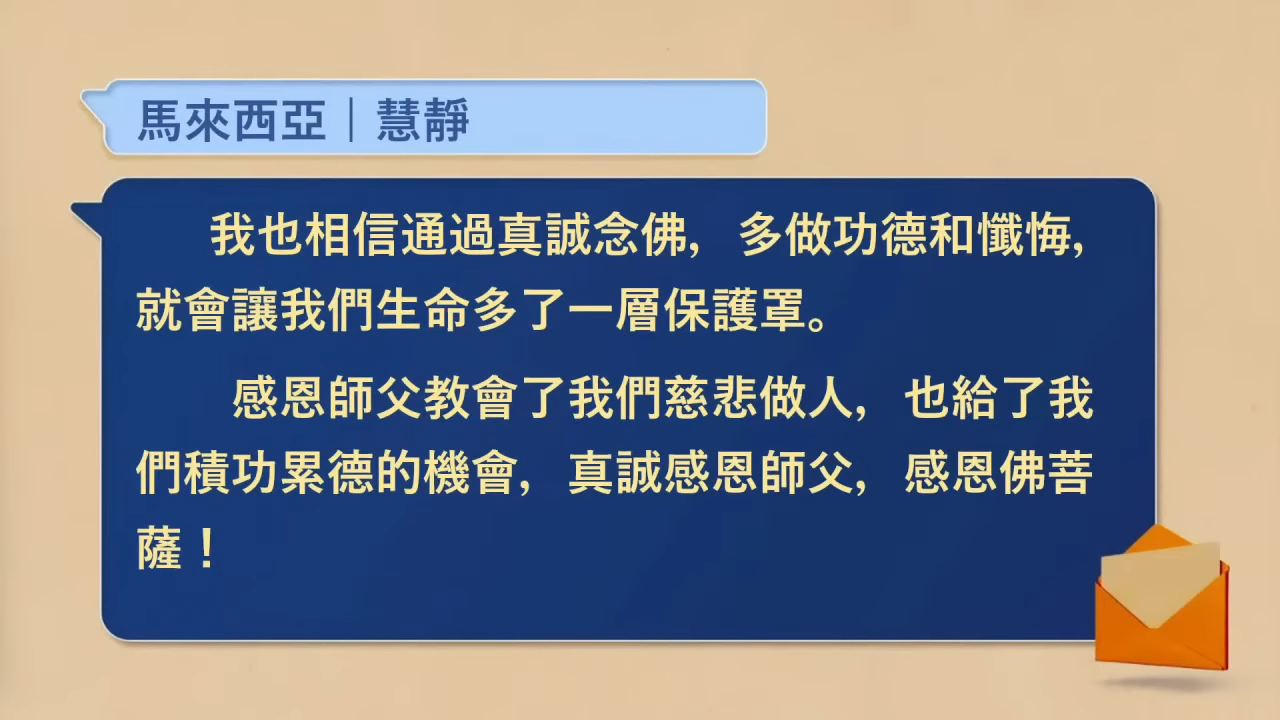 馬來西亞｜慧靜
我也相信通過真誠念佛，多做功德和懺悔，
就會讓我們生命多了一層保護罩。
感恩師父教會了我們慈悲做人，也給了我
們積功累德的機會，真誠感恩師父，感恩佛菩
薩！